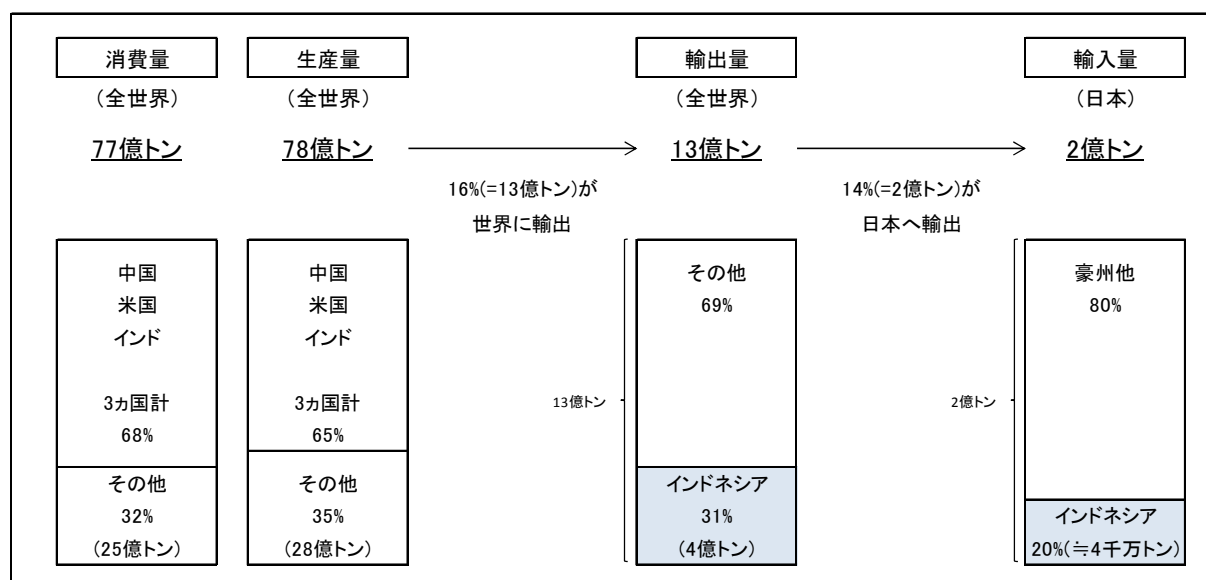 消費量
(全世界)
77億トン
生産量
(全世界)
78億トン
16%(=13億トン)が
世界に輸出
輸出量
(全世界)
13億トン
14%(=2億トン)が
日本へ輸出
輸入量
(日本)
2億トン
中国
米国
インド
3ヵ国計
68%
その他
32%
(25億トン)
中国
米国
インド
3ヵ国計
65%
その他
35%
(28億トン)
13億トン
その他
69%
インドネシア
31%
(4億トン)
2億トン
豪州他
80%
インドネシア
20%(≒4千万トン)